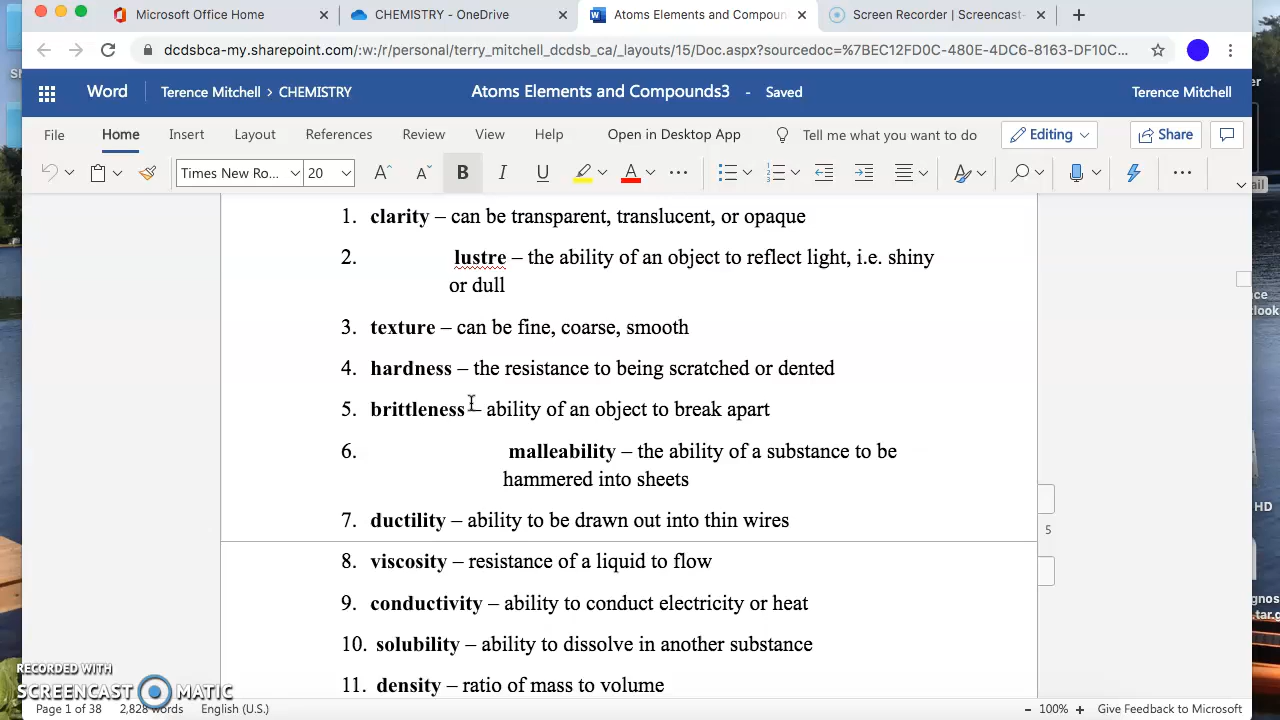 Microsoft Office Home
CHEMISTRY - OneDrive
Atoms Elements and Compoun
Screen Recorder | Screencast-
dcdsbca-my.sharepoint.com/:w:/r/personal/terry_mitchell_dcdsb_ca/_layouts/15/Doc.aspx?sourcedoc=%7BEC12FD0C-480E-4DC6-8163-DF10C...
Word Terence Mitchell > CHEMISTRY Atoms Elements and Compounds3 - Saved Terence Mitchell
File Home Insert Layout References Review View Help Open in Desktop App Tell me what you want to do Editing Share
Times New Ro... 20 A A B I U A
1. clarity – can be transparent, translucent, or opaque
2. lustre – the ability of an object to reflect light, i.e. shiny
or dull
3. texture – can be fine, coarse, smooth
4. hardness – the resistance to being scratched or dented
5. brittleness – ability of an object to break apart
6. malleability – the ability of a substance to be
hammered into sheets
7. ductility – ability to be drawn out into thin wires
5
8. viscosity – resistance of a liquid to flow
9. conductivity – ability to conduct electricity or heat
10. solubility – ability to dissolve in another substance
11. density – ratio of mass to volume
RECORDED WITH
SCREENCAST MATIC
Page 1 of 38 2,828 words English (U.S.) - 100% + Give Feedback to Microsoft
HD